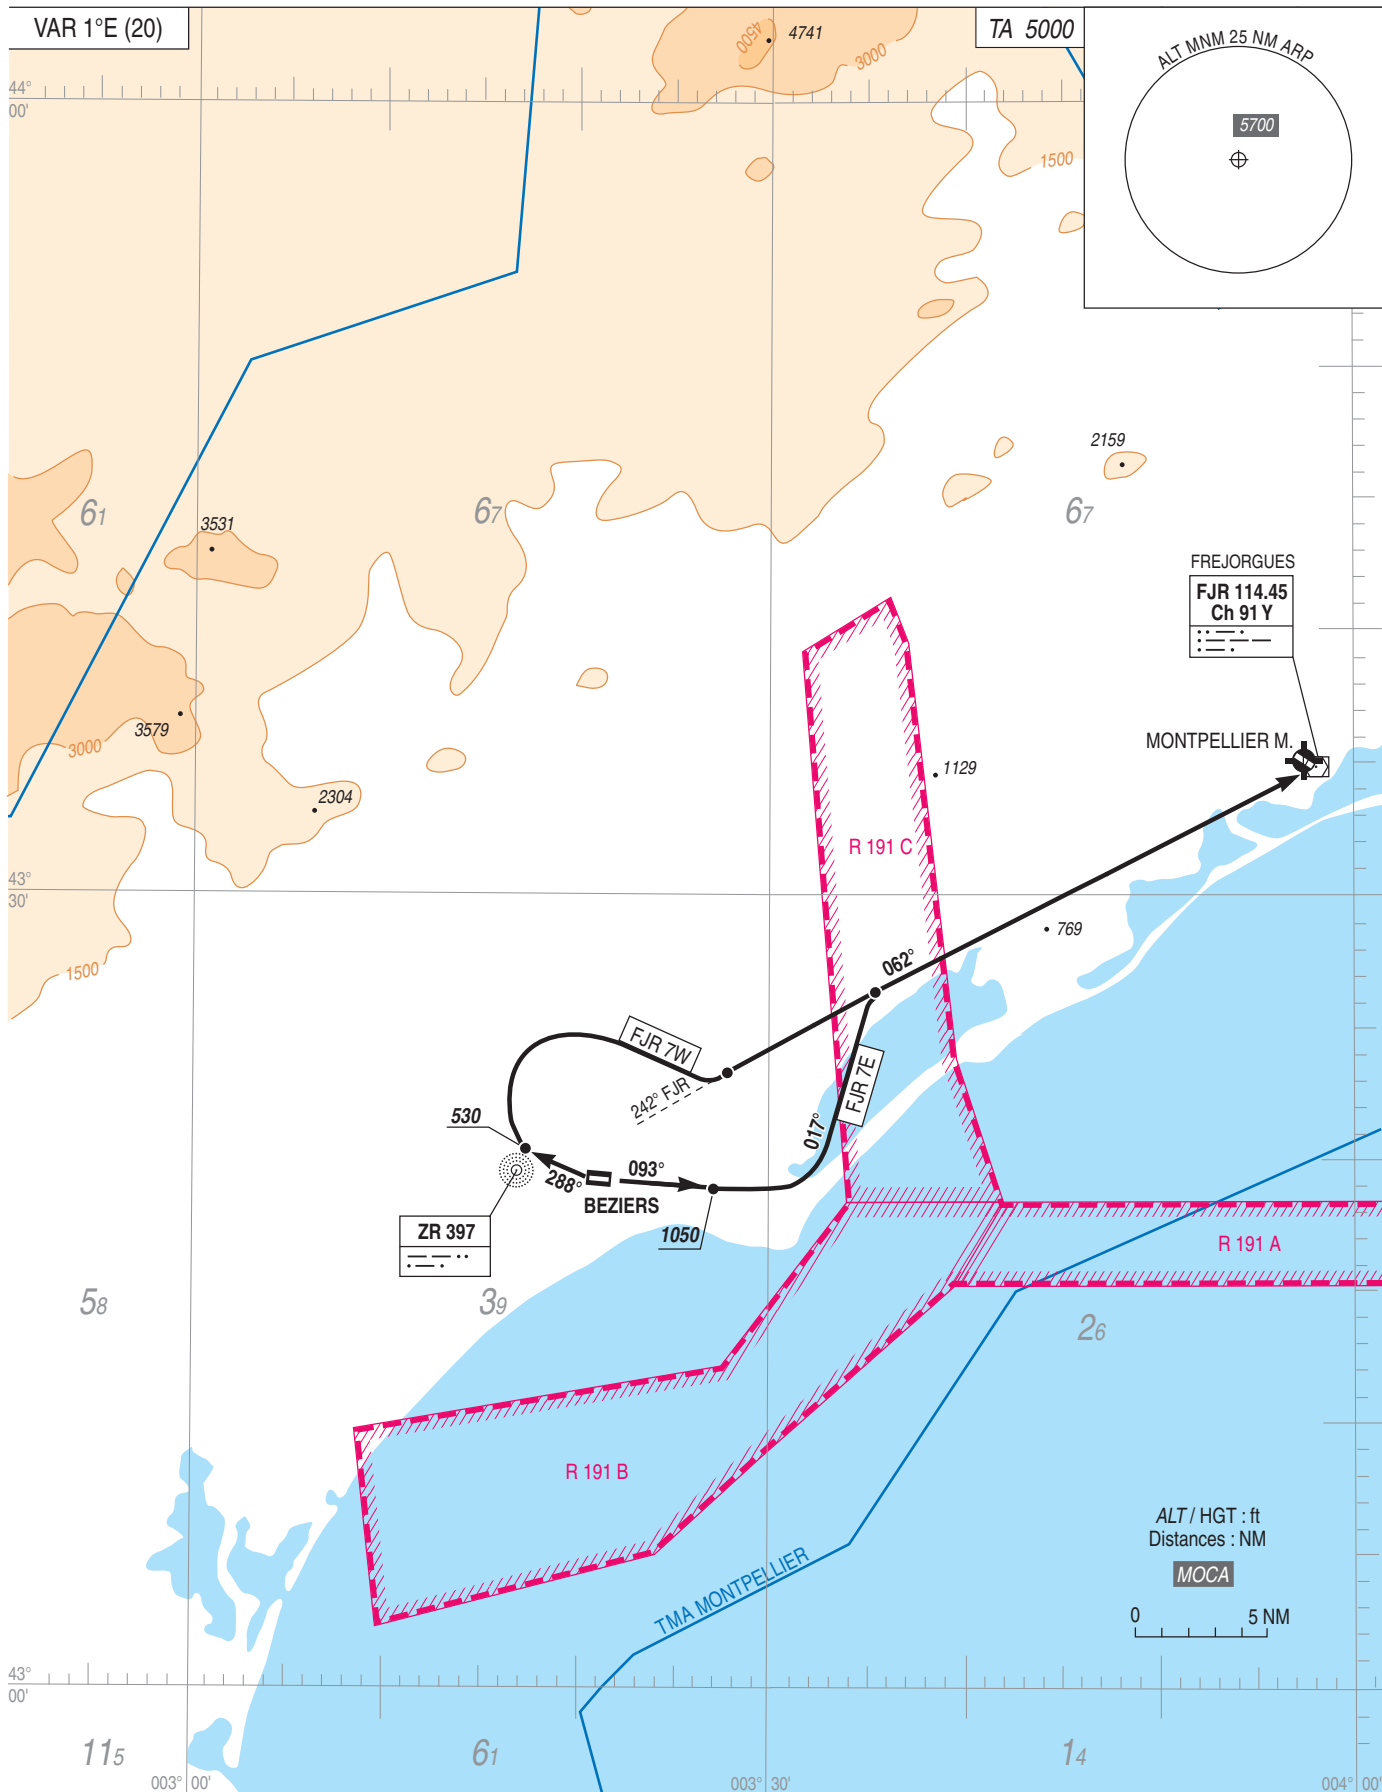 VAR 1°E (20)
TA 5000
ALT MNM 25 NM ARP
5700
4741
4500
3000
44°
00'
1500
2159
61
67
67
3531
FREJORGUES
FJR 114.45
Ch 91 Y
3579
3000
MONTPELLIER M.
1129
2304
R 191 C
43°
30'
769
1500
062°
FJR 7W
FJR 7E
242° FJR
530
017°
093°
288°
BEZIERS
ZR 397
1050
R 191 A
58
39
26
R 191 B
ALT / HGT : ft
Distances : NM
MOCA
TMA MONTPELLIER
0 5 NM
43°
00'
115
61
14
003° 00'
003° 30'
004° 00'